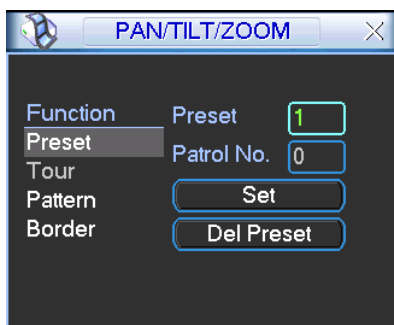 PAN/TILT/ZOOM
Function
Preset
Tour
Pattern
Border
Preset 1
Patrol No. 0
Set
Del Preset